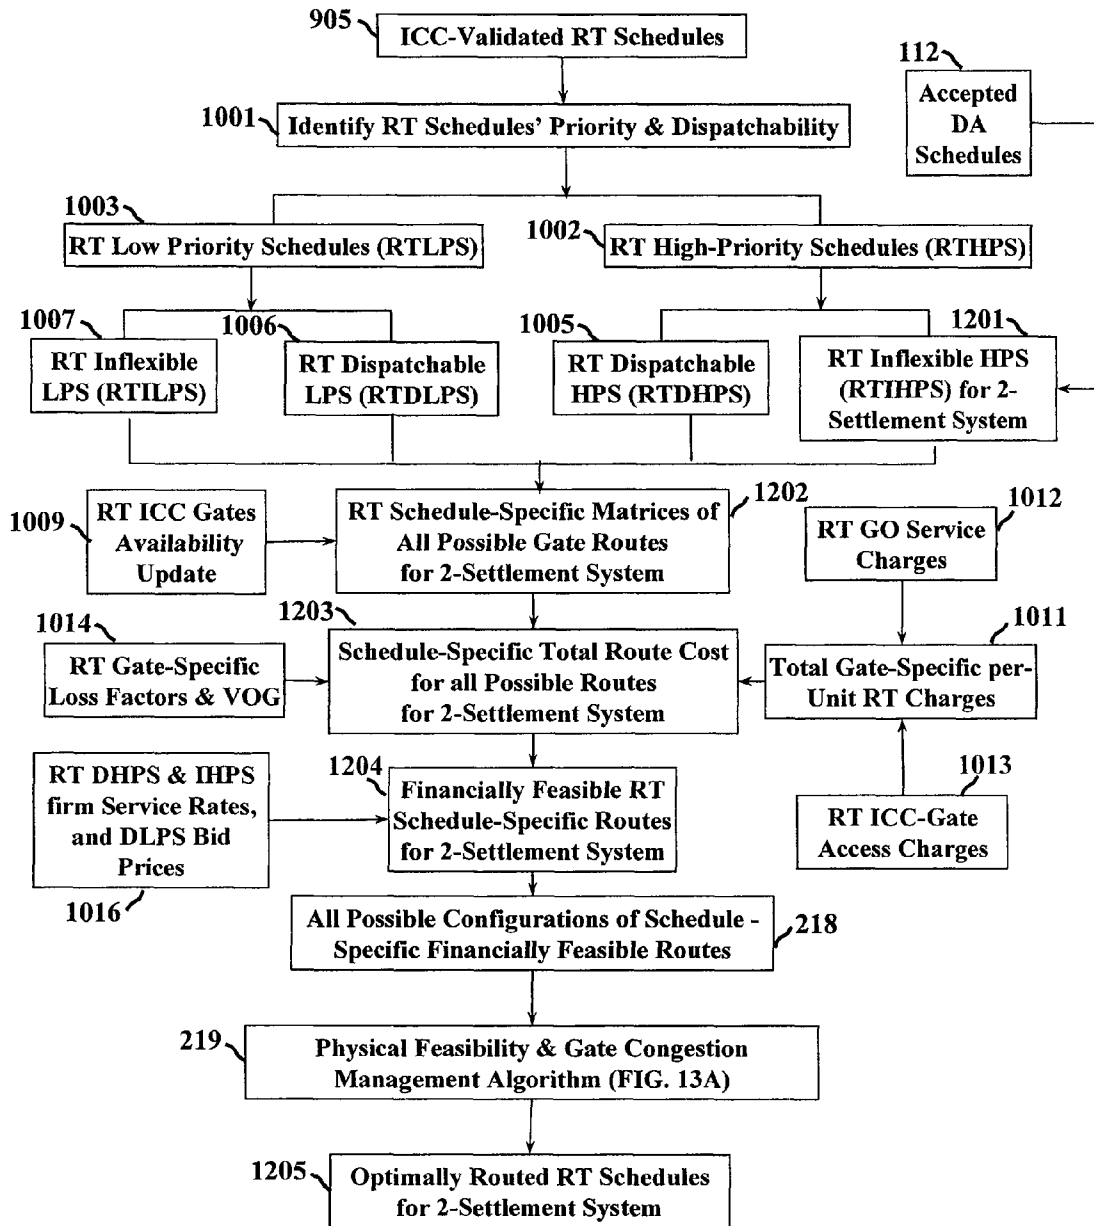 905
ICC-Validated RT Schedules
112
Accepted
DA
Schedules
1001
Identify RT Schedules' Priority & Dispatchability
1003
RT Low Priority Schedules (RTLPS)
1002
RT High-Priority Schedules (RTHPS)
1007
RT Inflexible
LPS (RTILPS)
1006
RT Dispatchable
LPS (RTDLPS)
1005
RT Dispatchable
HPS (RTDHPS)
1201
RT Inflexible HPS
(RTIHPS) for 2-
Settlement System
1009
RT ICC Gates
Availability
Update
1202
RT Schedule-Specific Matrices of
All Possible Gate Routes
for 2-Settlement System
1012
RT GO Service
Charges
1014
RT Gate-Specific
Loss Factors & VOG
1203
Schedule-Specific Total Route Cost
for all Possible Routes
for 2-Settlement System
1011
Total Gate-Specific per-
Unit RT Charges
RT DHPS & IHPS
firm Service Rates,
and DLPS Bid
Prices
1016
1204
Financially Feasible RT
Schedule-Specific Routes
for 2-Settlement System
1013
RT ICC-Gate
Access Charges
All Possible Configurations of Schedule -
Specific Financially Feasible Routes
218
219
Physical Feasibility & Gate Congestion
Management Algorithm (FIG. 13A)
1205
Optimally Routed RT Schedules
for 2-Settlement System